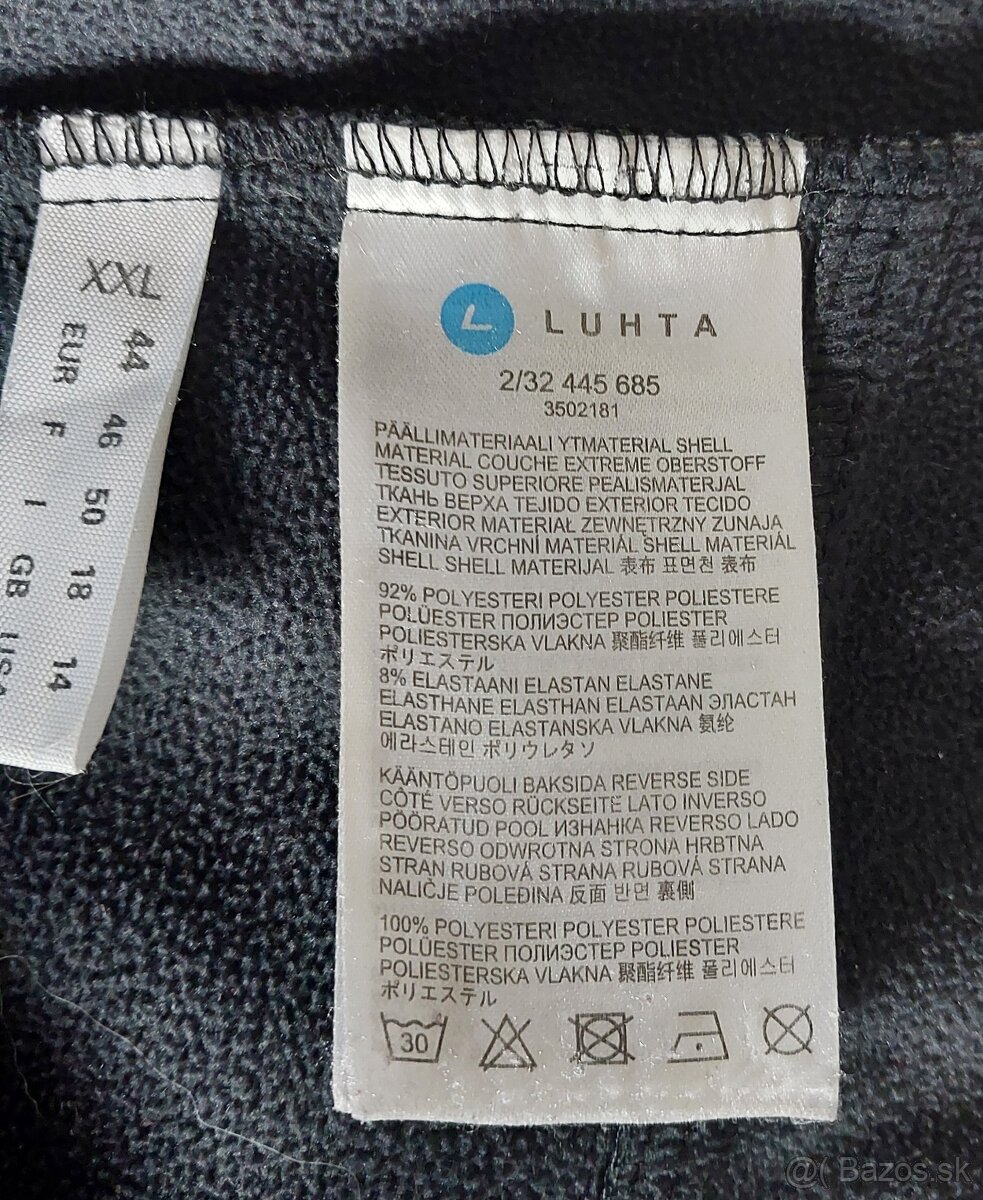 XXL
44 46 50 18 14
EUR F I GB USA
L LUHTA
2/32 445 685
3502181
PÄÄLLIMATERIAALI YTMATERIAL SHELL
MATERIAL COUCHE EXTREME OBERSTOFF
TESSUTO SUPERIORE PEALISMATERJAL
ТКАНЬ ВЕРХА TEJIDO EXTERIOR TECIDO
EXTERIOR MATERIAŁ ZEWNĘTRZNY ZUNAJA
TKANINA VRCHNÍ MATERIÁL SHELL MATERIÁL
SHELL SHELL MATERIJAL 表布 표면천 表布
92% POLYESTERI POLYESTER POLIESTERE
POLÜESTER ПОЛИЭСТЕР POLIESTER
POLIESTERSKA VLAKNA 聚酯纤维 폴리에스터
ポリエステル
8% ELASTAANI ELASTAN ELASTANE
ELASTHANE ELASTHAN ELASTAAN ЭЛАСТАН
ELASTANO ELASTANSKA VLAKNA 氨纶
에라스테인 ポリウレタン
KÄÄNTÖPUOLI BAKSIDA REVERSE SIDE
CÔTÉ VERSO RÜCKSEITE LATO INVERSO
PÖÖRATUD POOL ИЗНАНКА REVERSO LADO
REVERSO ODWROTNA STRONA HRBTNA
STRAN RUBOVÁ STRANA RUBOVÁ STRANA
NALIČJE POLEĐINA 反面 반면 裏側
100% POLYESTERI POLYESTER POLIESTERE
POLÜESTER ПОЛИЭСТЕР POLIESTER
POLIESTERSKA VLAKNA 聚酯纤维 폴리에스터
ポリエステル
30
@( Bazos.sk